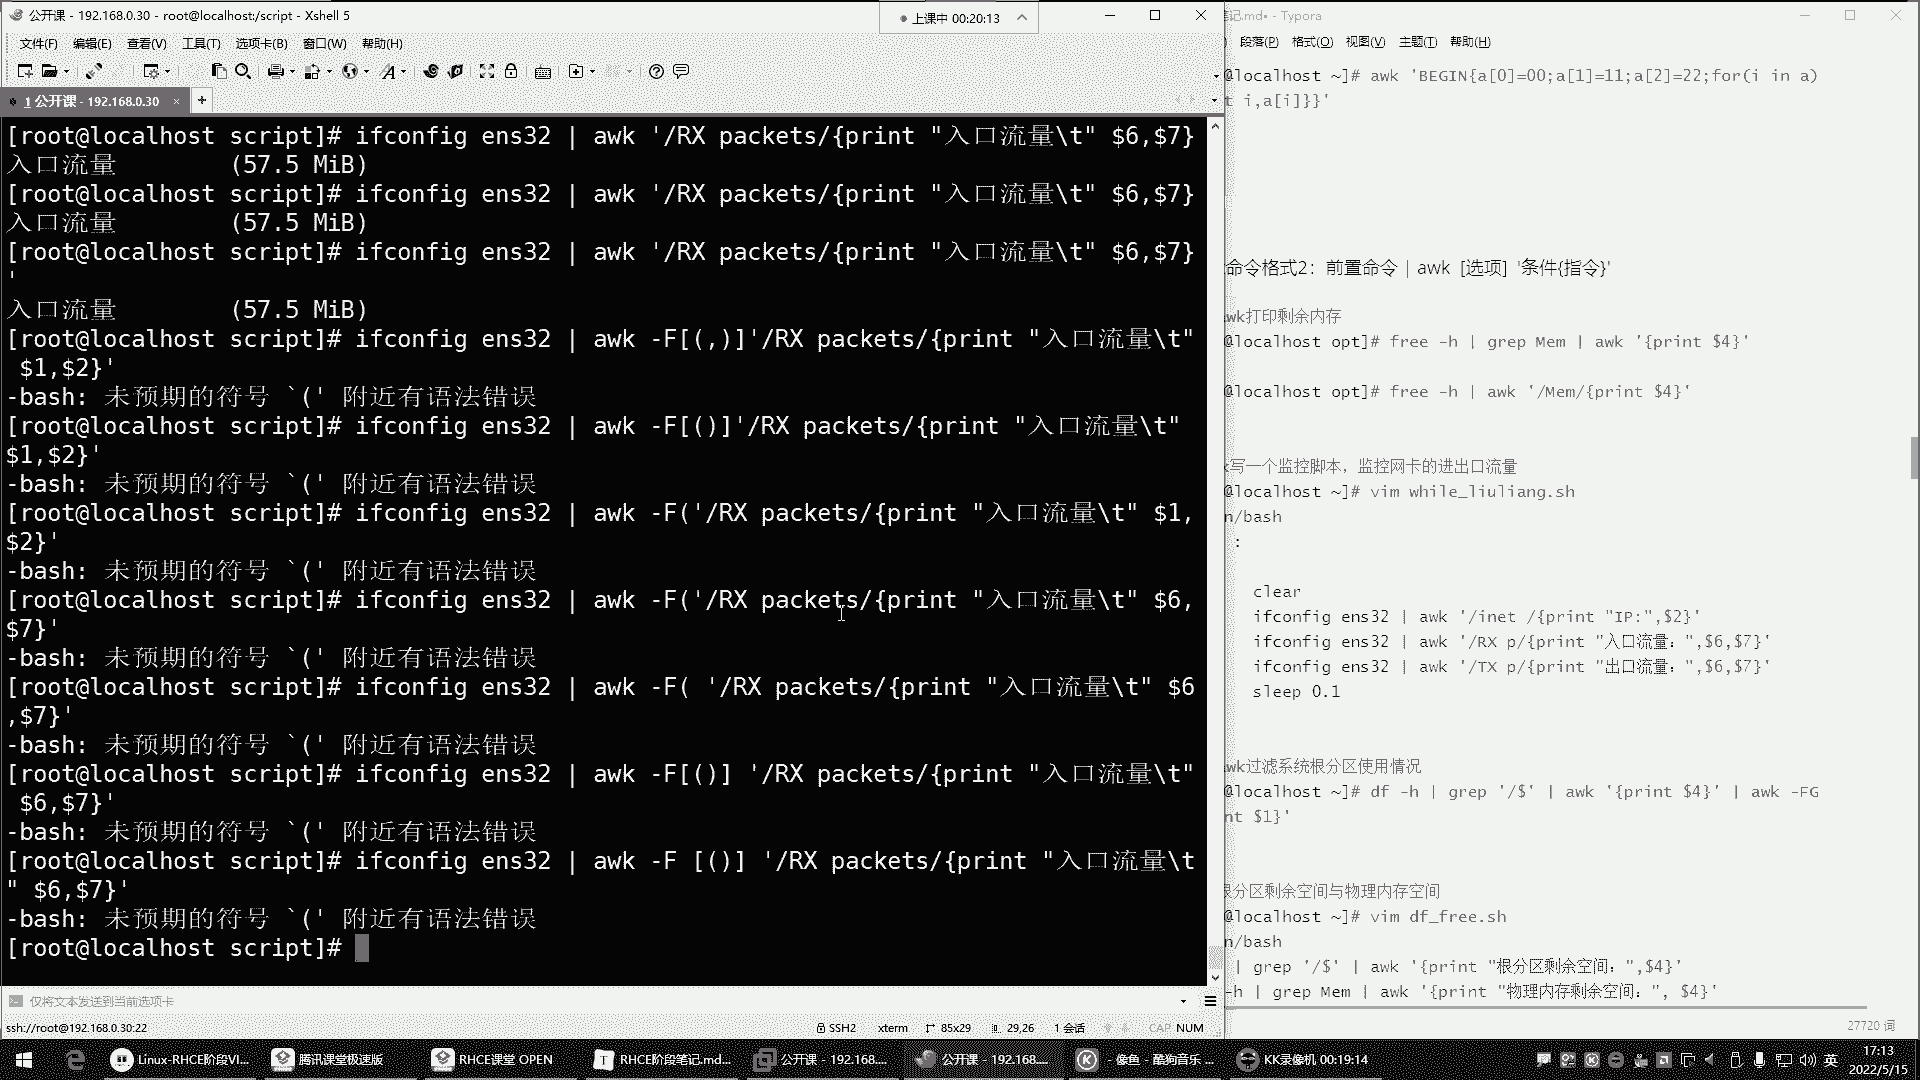 公开课 - 192.168.0.30 - root@localhost:/script - Xshell 5
上课中 00:20:13
笔记.md• - Typora
文件(F) 编辑(E) 查看(V) 工具(T) 选项卡(B) 窗口(W) 帮助(H)
段落(P) 格式(O) 视图(V) 主题(T) 帮助(H)
1 公开课 - 192.168.0.30 × +
[root@localhost script]# ifconfig ens32 | awk '/RX packets/{print "入口流量\t" $6,$7}
入口流量 (57.5 MiB)
[root@localhost script]# ifconfig ens32 | awk '/RX packets/{print "入口流量\t" $6,$7}
入口流量 (57.5 MiB)
[root@localhost script]# ifconfig ens32 | awk '/RX packets/{print "入口流量\t" $6,$7}
'
入口流量 (57.5 MiB)
[root@localhost script]# ifconfig ens32 | awk -F[(,)]'/RX packets/{print "入口流量\t"
 $1,$2}'
-bash: 未预期的符号 `(' 附近有语法错误
[root@localhost script]# ifconfig ens32 | awk -F[()]'/RX packets/{print "入口流量\t"
$1,$2}'
-bash: 未预期的符号 `(' 附近有语法错误
[root@localhost script]# ifconfig ens32 | awk -F('/RX packets/{print "入口流量\t" $1,
$2}'
-bash: 未预期的符号 `(' 附近有语法错误
[root@localhost script]# ifconfig ens32 | awk -F('/RX packets/{print "入口流量\t" $6,
$7}'
-bash: 未预期的符号 `(' 附近有语法错误
[root@localhost script]# ifconfig ens32 | awk -F( '/RX packets/{print "入口流量\t" $6
,$7}'
-bash: 未预期的符号 `(' 附近有语法错误
[root@localhost script]# ifconfig ens32 | awk -F[()] '/RX packets/{print "入口流量\t"
 $6,$7}'
-bash: 未预期的符号 `(' 附近有语法错误
[root@localhost script]# ifconfig ens32 | awk -F [()] '/RX packets/{print "入口流量\t
" $6,$7}'
-bash: 未预期的符号 `(' 附近有语法错误
[root@localhost script]#
@localhost ~]# awk 'BEGIN{a[0]=00;a[1]=11;a[2]=22;for(i in a)
t i,a[i]}}'
命令格式2：前置命令 | awk [选项] '条件{指令}'
wk打印剩余内存
@localhost opt]# free -h | grep Mem | awk '{print $4}'
@localhost opt]# free -h | awk '/Mem/{print $4}'
写一个监控脚本，监控网卡的进出口流量
@localhost ~]# vim while_liuliang.sh
n/bash
:
clear
ifconfig ens32 | awk '/inet /{print "IP:",$2}'
ifconfig ens32 | awk '/RX p/{print "入口流量：",$6,$7}'
ifconfig ens32 | awk '/TX p/{print "出口流量：",$6,$7}'
sleep 0.1
wk过滤系统根分区使用情况
@localhost ~]# df -h | grep '/$' | awk '{print $4}' | awk -FG
nt $1}'
根分区剩余空间与物理内存空间
@localhost ~]# vim df_free.sh
n/bash
| grep '/$' | awk '{print "根分区剩余空间：",$4}'
-h | grep Mem | awk '{print "物理内存剩余空间：", $4}'
27720 词
仅将文本发送到当前选项卡
ssh://root@192.168.0.30:22 SSH2 xterm 85x29 29,26 1 会话 CAP NUM
Linux-RHCE阶段VI... 腾讯课堂极速版 RHCE课堂 OPEN RHCE阶段笔记.md... 公开课 - 192.168.... 公开课 - 192.168.... - 像鱼 - 酷狗音乐 ... KK录像机 00:19:14 英
17:13
2022/5/15